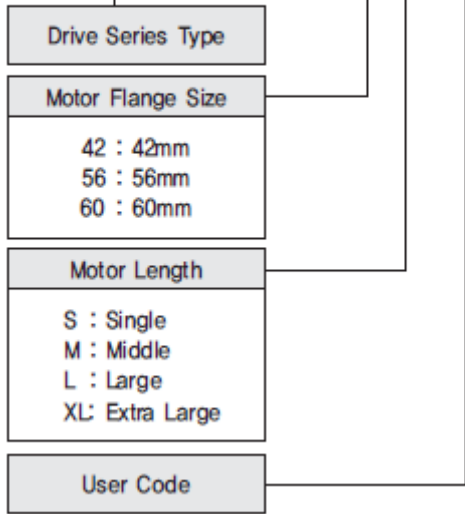 Drive Series Type
Motor Flange Size
42 : 42mm
56 : 56mm
60 : 60mm
Motor Length
S : Single
M : Middle
L : Large
XL: Extra Large
User Code